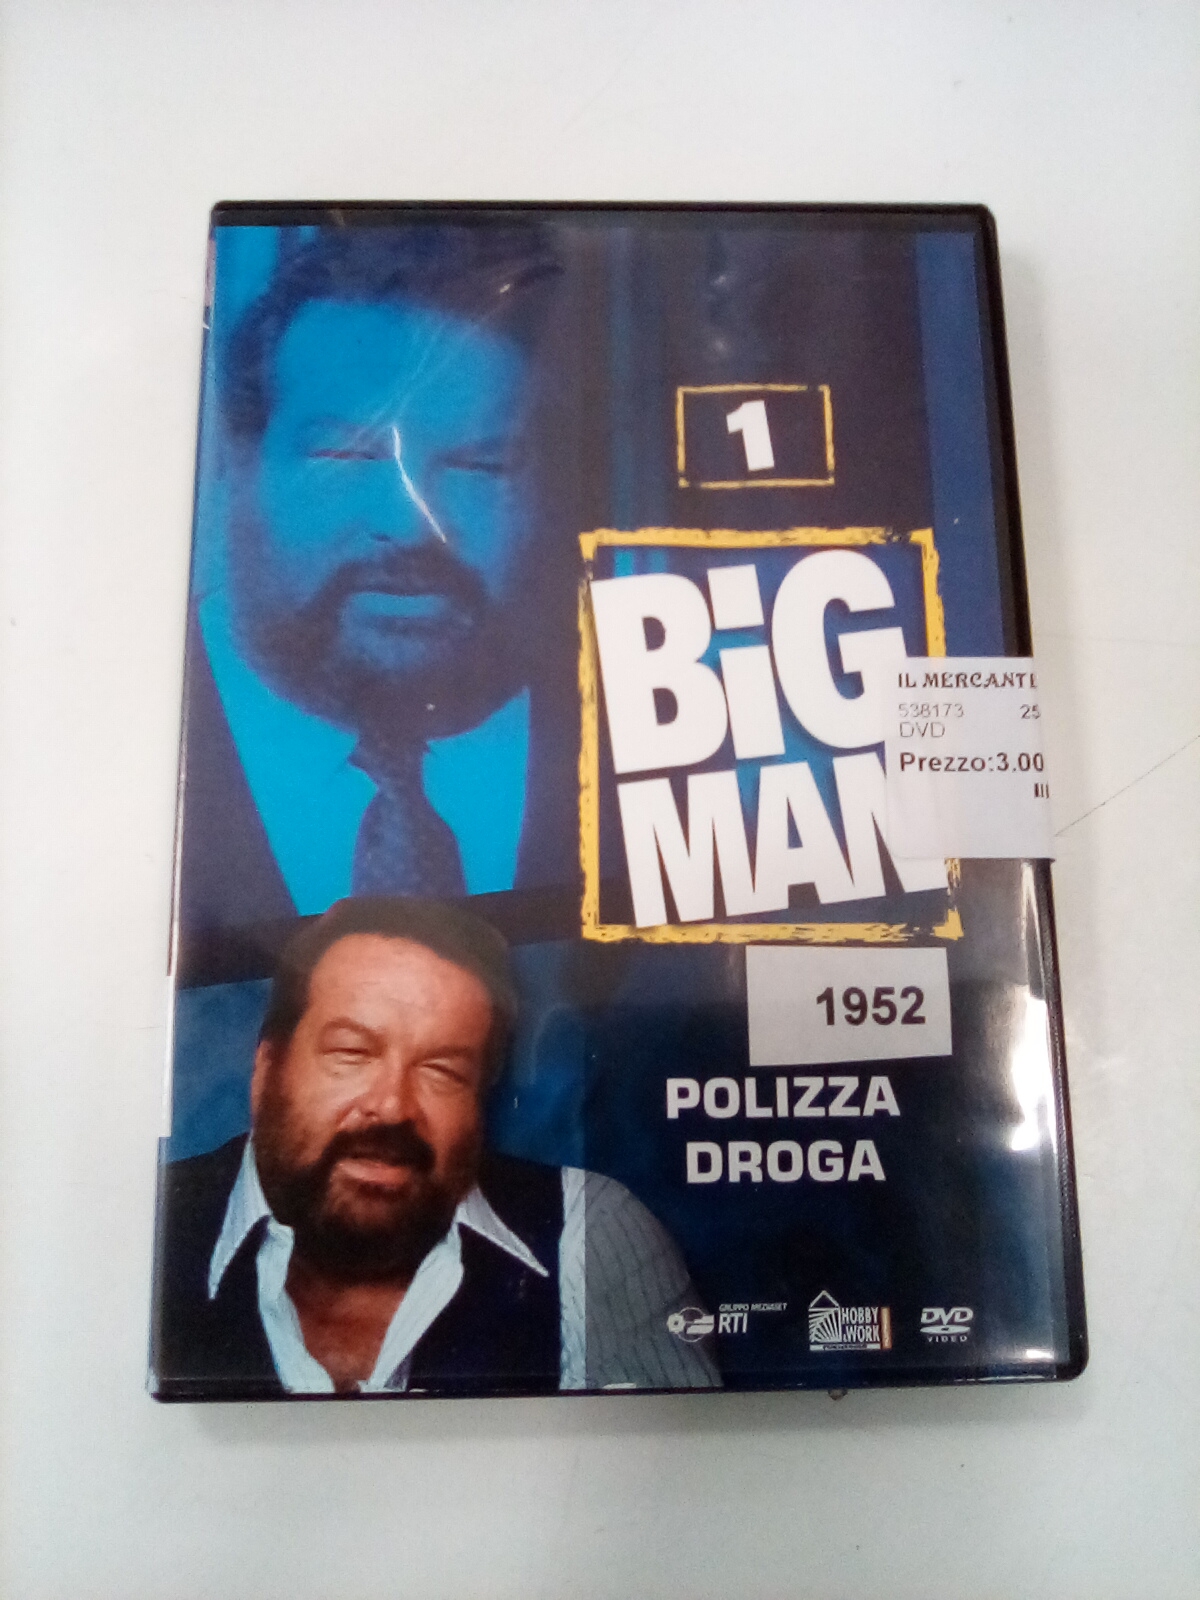 1
BiG
MAN
IL MERCANTE
538173 25
DVD
Prezzo:3.00
1952
POLIZZA
DROGA
GRUPPO MEDIASET
RTI
HOBBY
& WORK
DVD
VIDEO